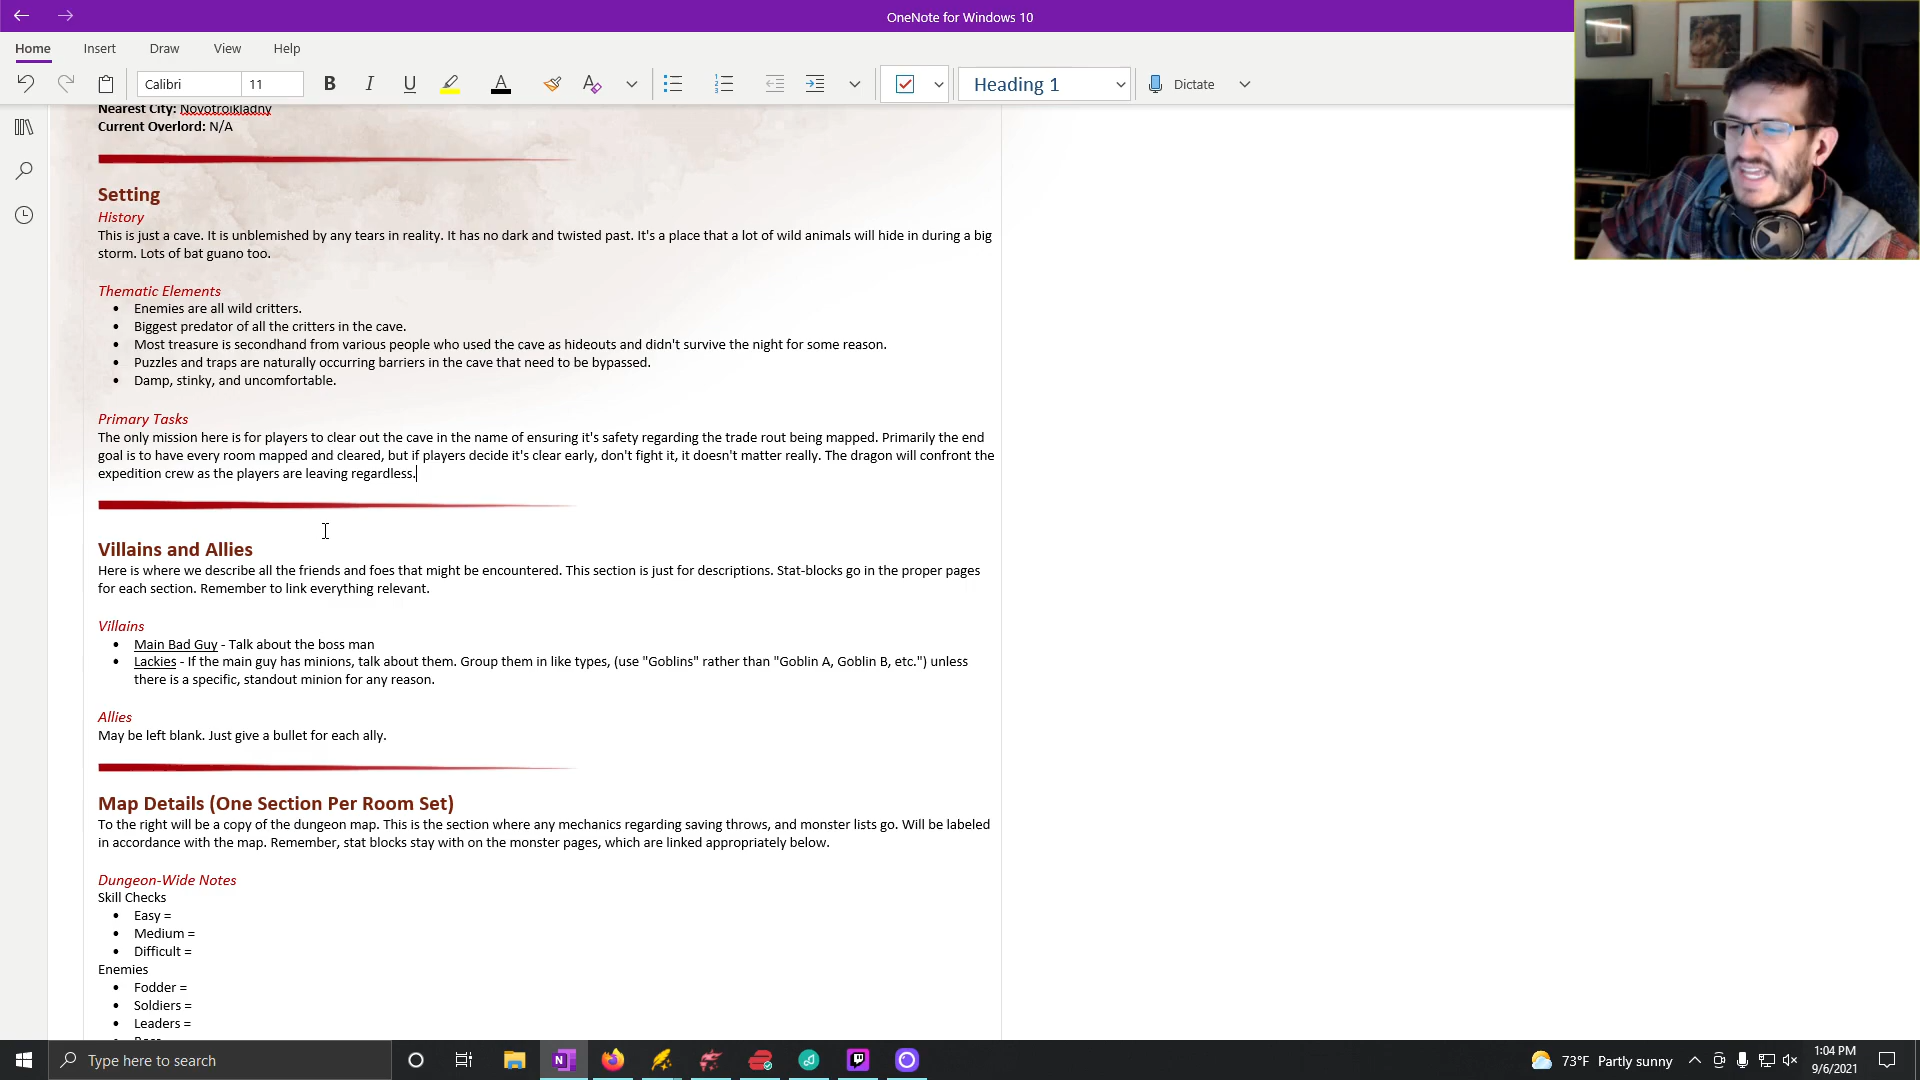 OneNote for Windows 10
Home Insert Draw View Help
Calibri 11 B I U A A Heading 1 Dictate
Nearest City: Novotroikladny
Current Overlord: N/A
Setting
History
This is just a cave. It is unblemished by any tears in reality. It has no dark and twisted past. It's a place that a lot of wild animals will hide in during a big
storm. Lots of bat guano too.
Thematic Elements
• Enemies are all wild critters.
• Biggest predator of all the critters in the cave.
• Most treasure is secondhand from various people who used the cave as hideouts and didn't survive the night for some reason.
• Puzzles and traps are naturally occurring barriers in the cave that need to be bypassed.
• Damp, stinky, and uncomfortable.
Primary Tasks
The only mission here is for players to clear out the cave in the name of ensuring it's safety regarding the trade rout being mapped. Primarily the end
goal is to have every room mapped and cleared, but if players decide it's clear early, don't fight it, it doesn't matter really. The dragon will confront the
expedition crew as the players are leaving regardless.
Villains and Allies
Here is where we describe all the friends and foes that might be encountered. This section is just for descriptions. Stat-blocks go in the proper pages
for each section. Remember to link everything relevant.
Villains
• Main Bad Guy - Talk about the boss man
• Lackies - If the main guy has minions, talk about them. Group them in like types, (use "Goblins" rather than "Goblin A, Goblin B, etc.") unless
there is a specific, standout minion for any reason.
Allies
May be left blank. Just give a bullet for each ally.
Map Details (One Section Per Room Set)
To the right will be a copy of the dungeon map. This is the section where any mechanics regarding saving throws, and monster lists go. Will be labeled
in accordance with the map. Remember, stat blocks stay with on the monster pages, which are linked appropriately below.
Dungeon-Wide Notes
Skill Checks
• Easy =
• Medium =
• Difficult =
Enemies
• Fodder =
• Soldiers =
• Leaders =
Type here to search
73°F Partly sunny
1:04 PM
9/6/2021